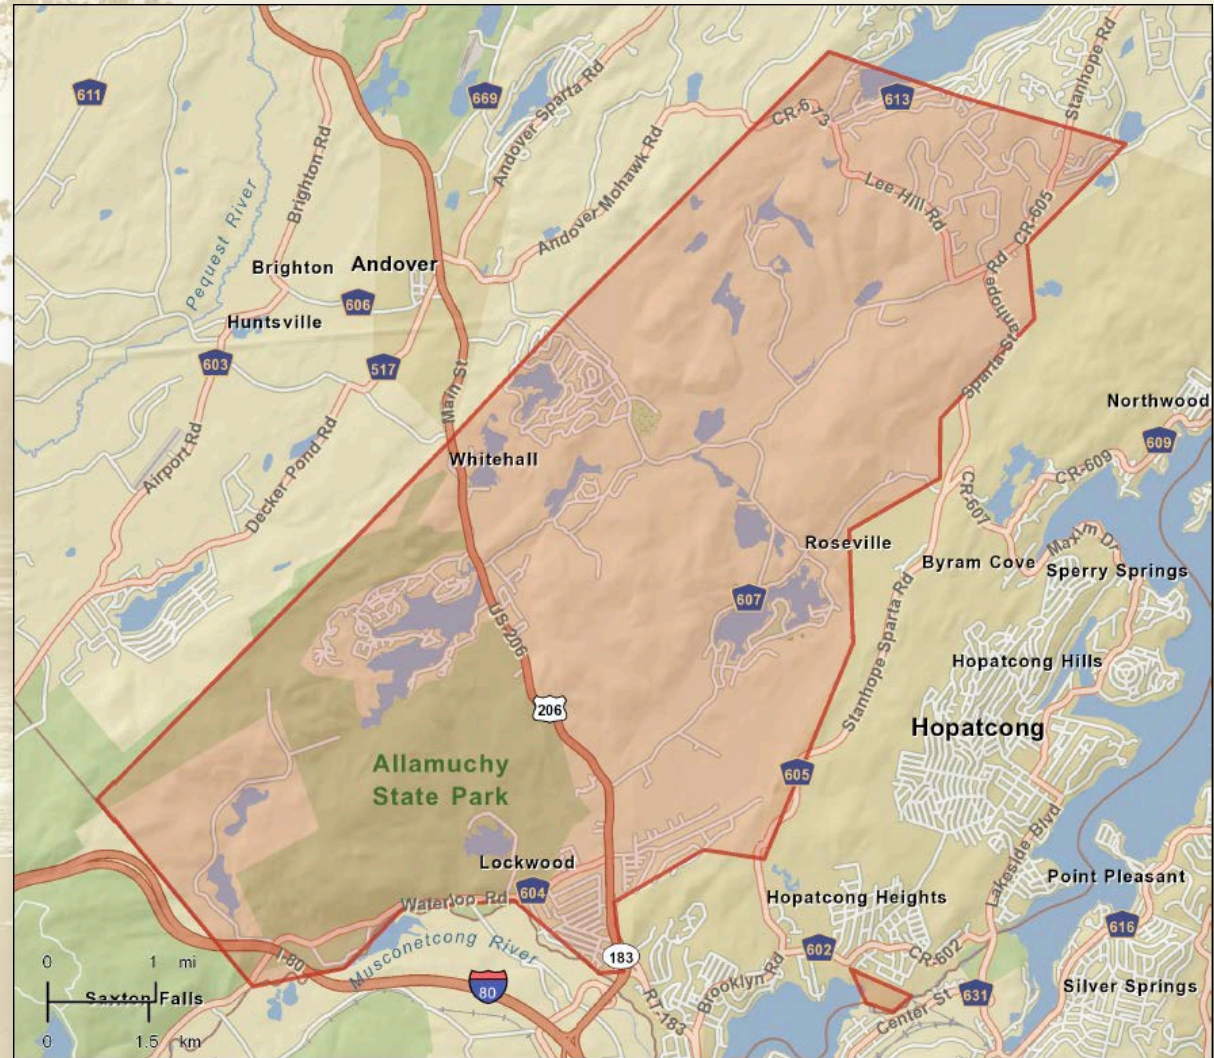 611
669
Andover Sparta Rd
613
Stanhope Rd
CR-613
Brighton Rd
Andover Mohawk Rd
Lee Hill Rd
CR-605
Pequest River
Brighton
Andover
606
Huntsville
603
517
Main St
Sparta Stanhope Rd
Northwood
609
Airport Rd
Decker Pond Rd
Whitehall
CR-609
CR-607
Roseville
Byram Cove
Maxim Dr
Sperry Springs
607
US-206
Stanhope Sparta Rd
Hopatcong Hills
206
Hopatcong
Allamuchy
State Park
605
Lockwood
604
Waterloo Rd
Hopatcong Heights
Lakeside Blvd
Point Pleasant
616
I-80
Musconetcong River
183
602
CR-602
Brooklyn Rd
0 1 mi
Saxton Falls
80
RT-183
Center St
631
Silver Springs
0 1.5 km